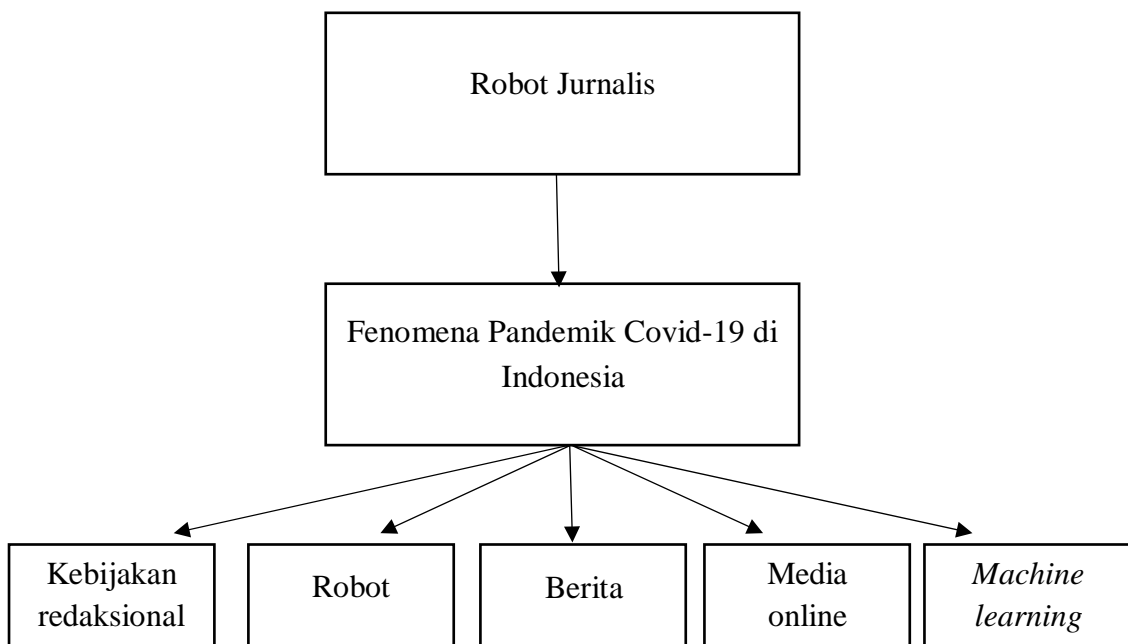 Robot Jurnalis
Fenomena Pandemik Covid-19 di
Indonesia
Kebijakan
redaksional
Robot
Berita
Media
online
Machine
learning